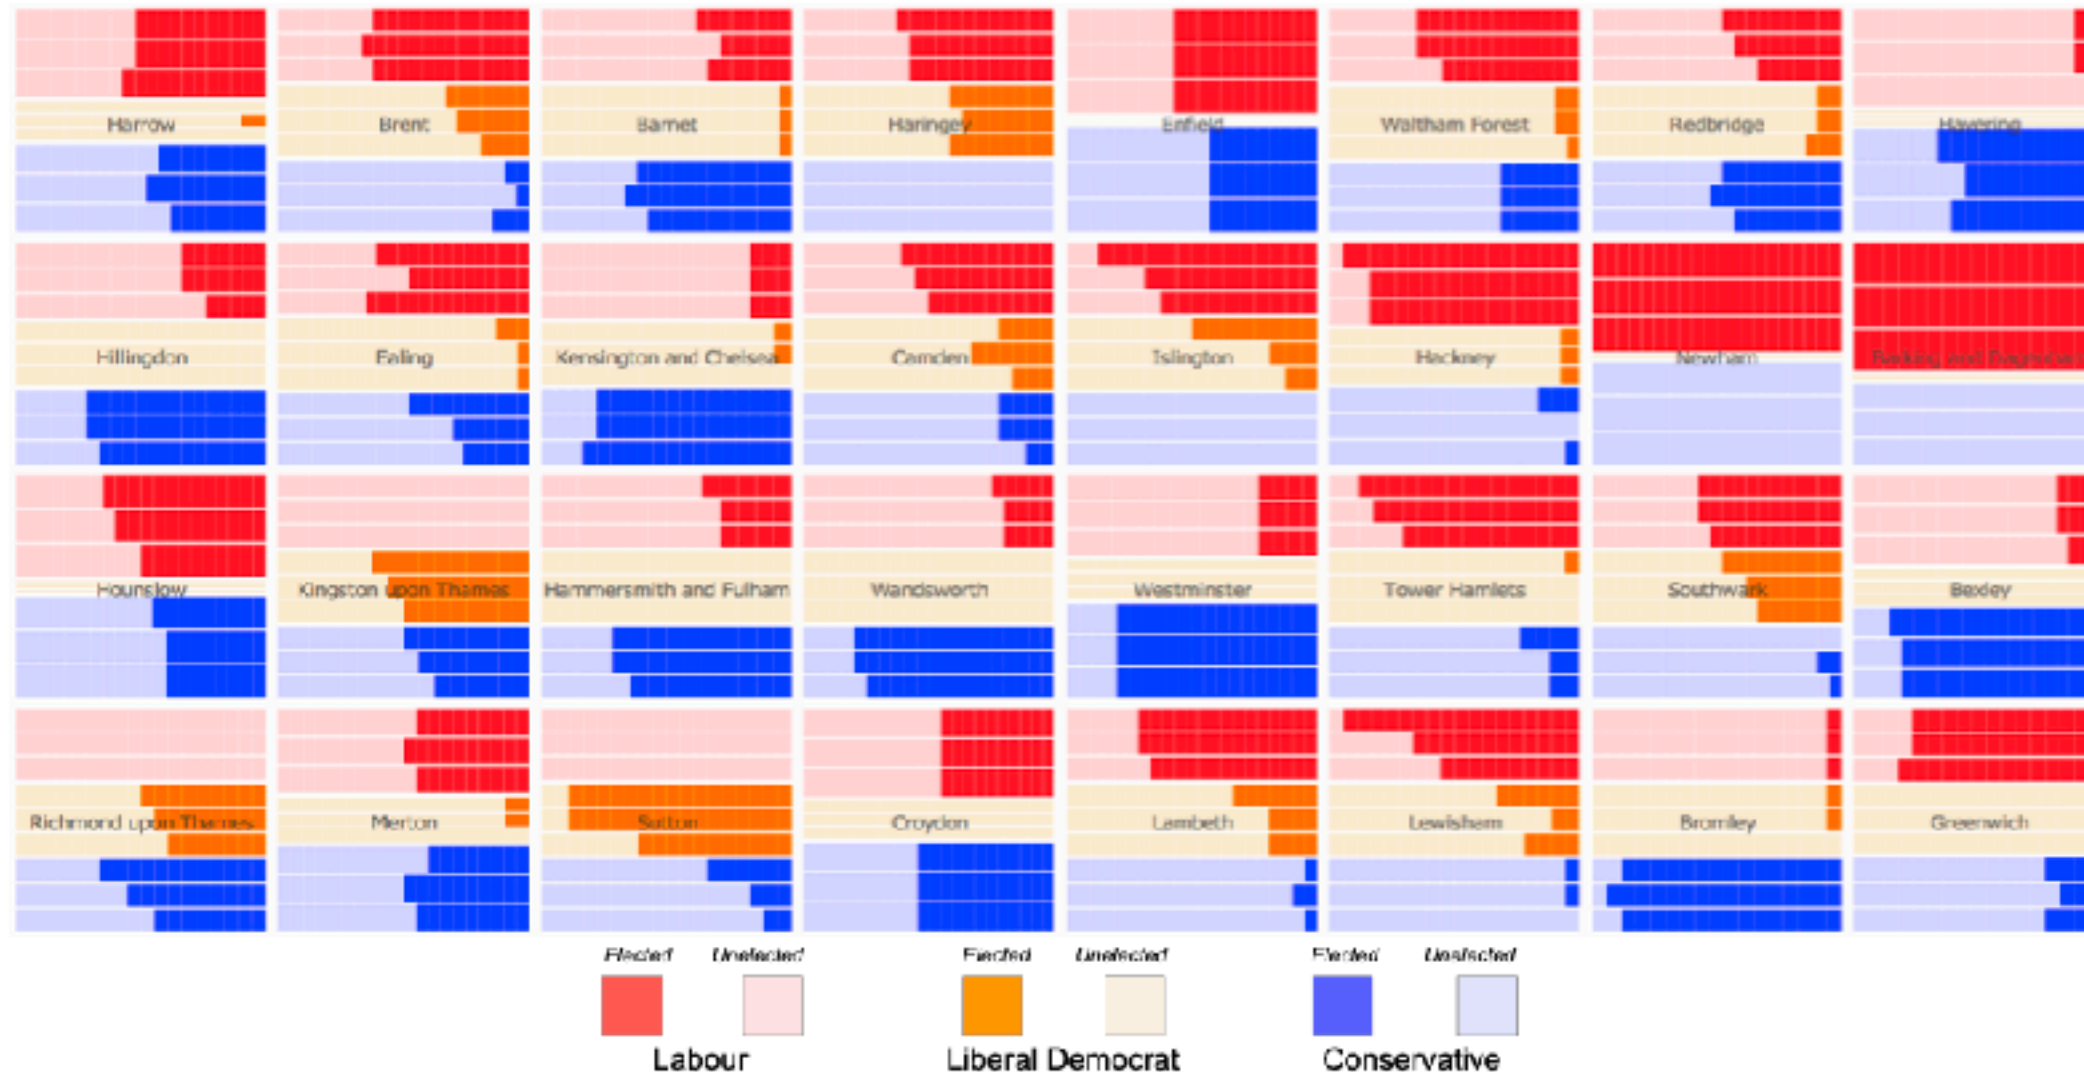 Harrow
Brent
Barnet
Haringey
Enfield
Waltham Forest
Redbridge
Havering
Hillingdon
Ealing
Kensington and Chelsea
Camden
Islington
Hackney
Newham
Barking and Dagenham
Hounslow
Kingston upon Thames
Hammersmith and Fulham
Wandsworth
Westminster
Tower Hamlets
Southwark
Bexley
Richmond upon Thames
Merton
Sutton
Croydon
Lambeth
Lewisham
Bromley
Greenwich
Elected Unelected Elected Unelected Elected Unelected
Labour Liberal Democrat Conservative